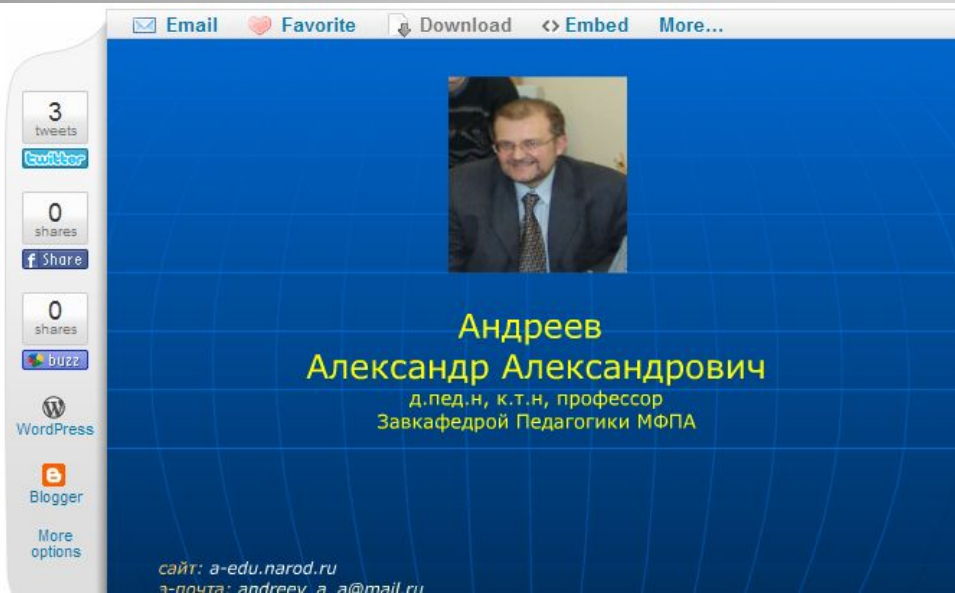 Email Favorite Download <> Embed More...
3
tweets
twitter
0
shares
f Share
0
shares
buzz
WordPress
Blogger
More
options
Андреев
Александр Александрович
д.пед.н, к.т.н, профессор
Завкафедрой Педагогики МФПА
сайт: a-edu.narod.ru
э-почта: andreev_a_a@mail.ru